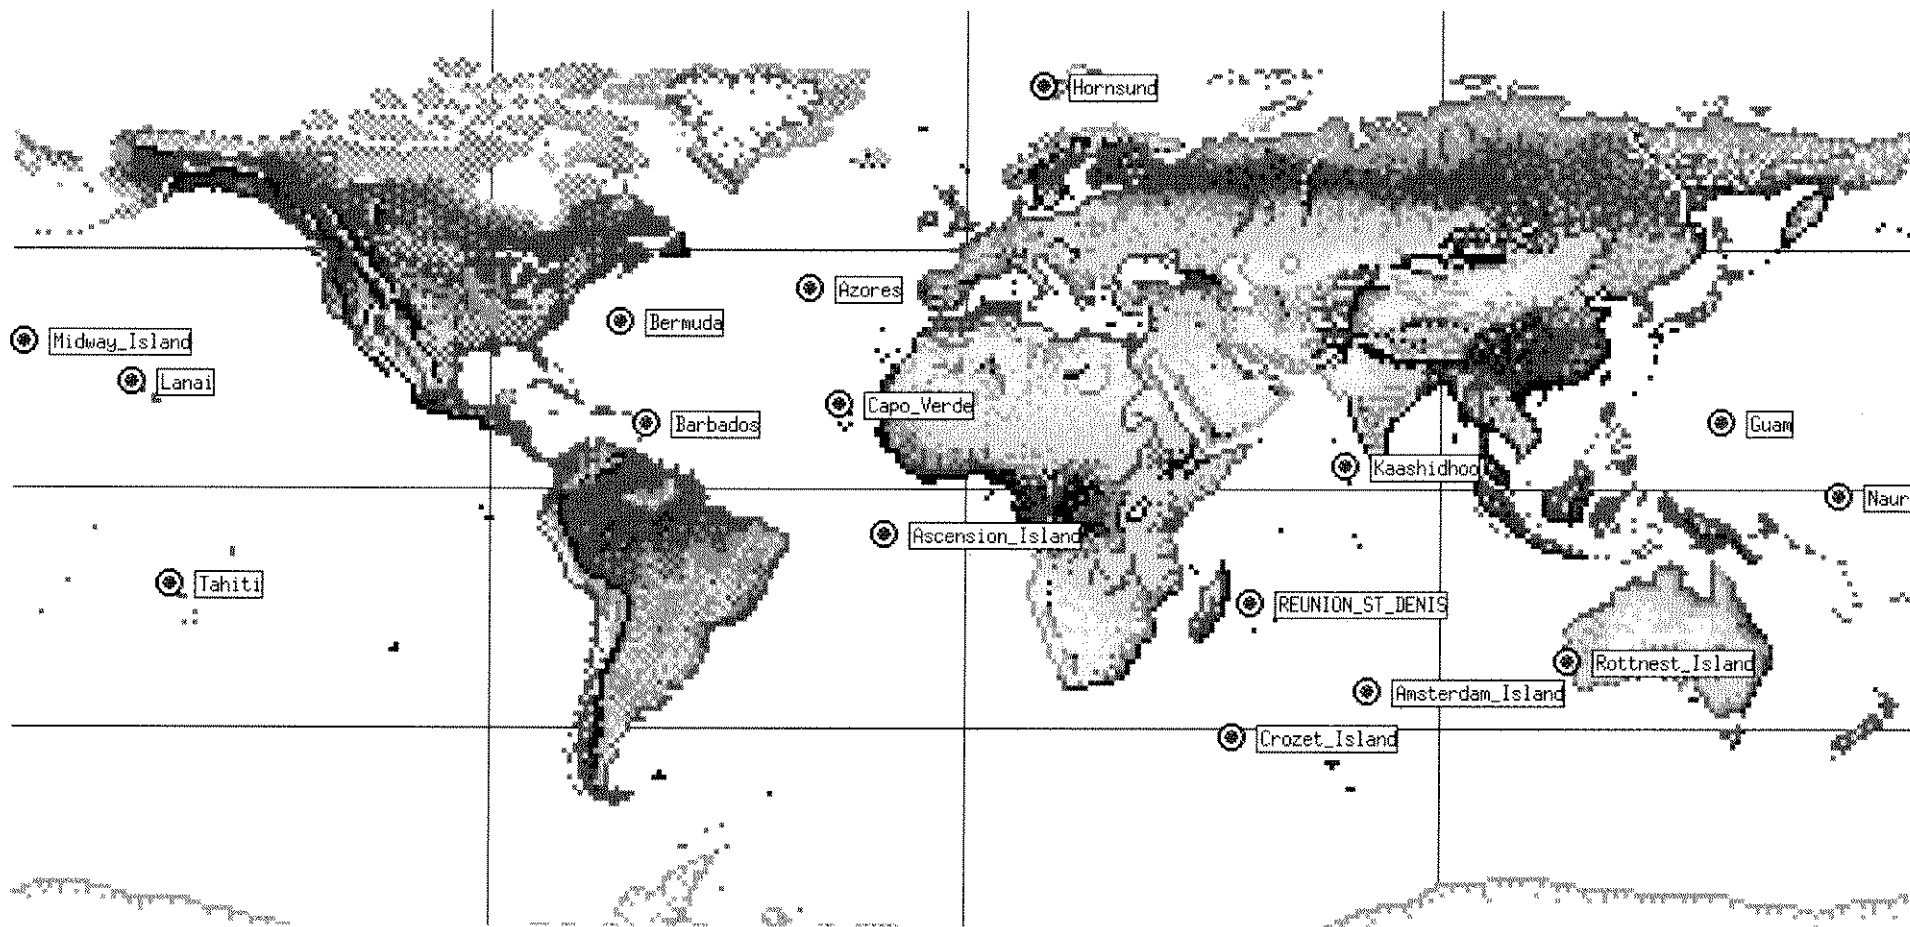 Hornsund
Azores
Bermuda
Midway_Island
Lanai
Capo_Verde
Barbados
Guam
Kaashidhoo
Naur
Ascension_Island
Tahiti
REUNION_ST_DENIS
Rottnest_Island
Amsterdam_Island
Crozet_Island